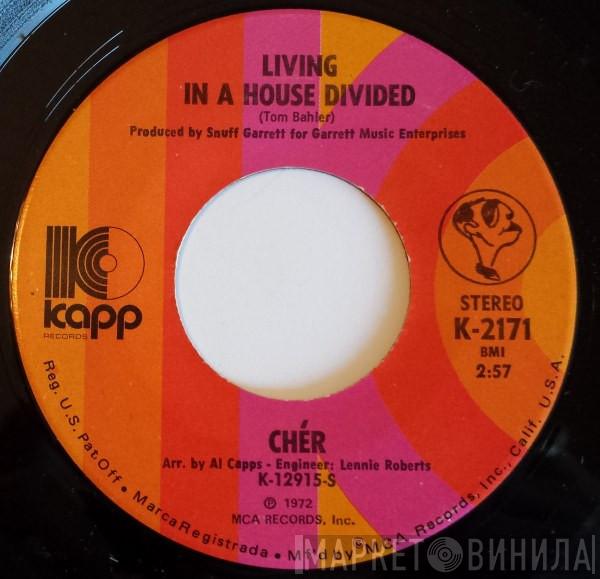 LIVING
IN A HOUSE DIVIDED
(Tom Bahler)
Produced by Snuff Garrett for Garrett Music Enterprises
kapp
RECORDS
STEREO
K-2171
BMI
2:57
CHÉR
Arr. by Al Capps - Engineer: Lennie Roberts
K-12915-S
℗ 1972
MCA RECORDS, Inc.
Reg. U.S. Pat Off • Marca Registrada • Mf'd by MCA Records, Inc., Calif. U.S.A.
МАРКЕТ ВИНИЛА